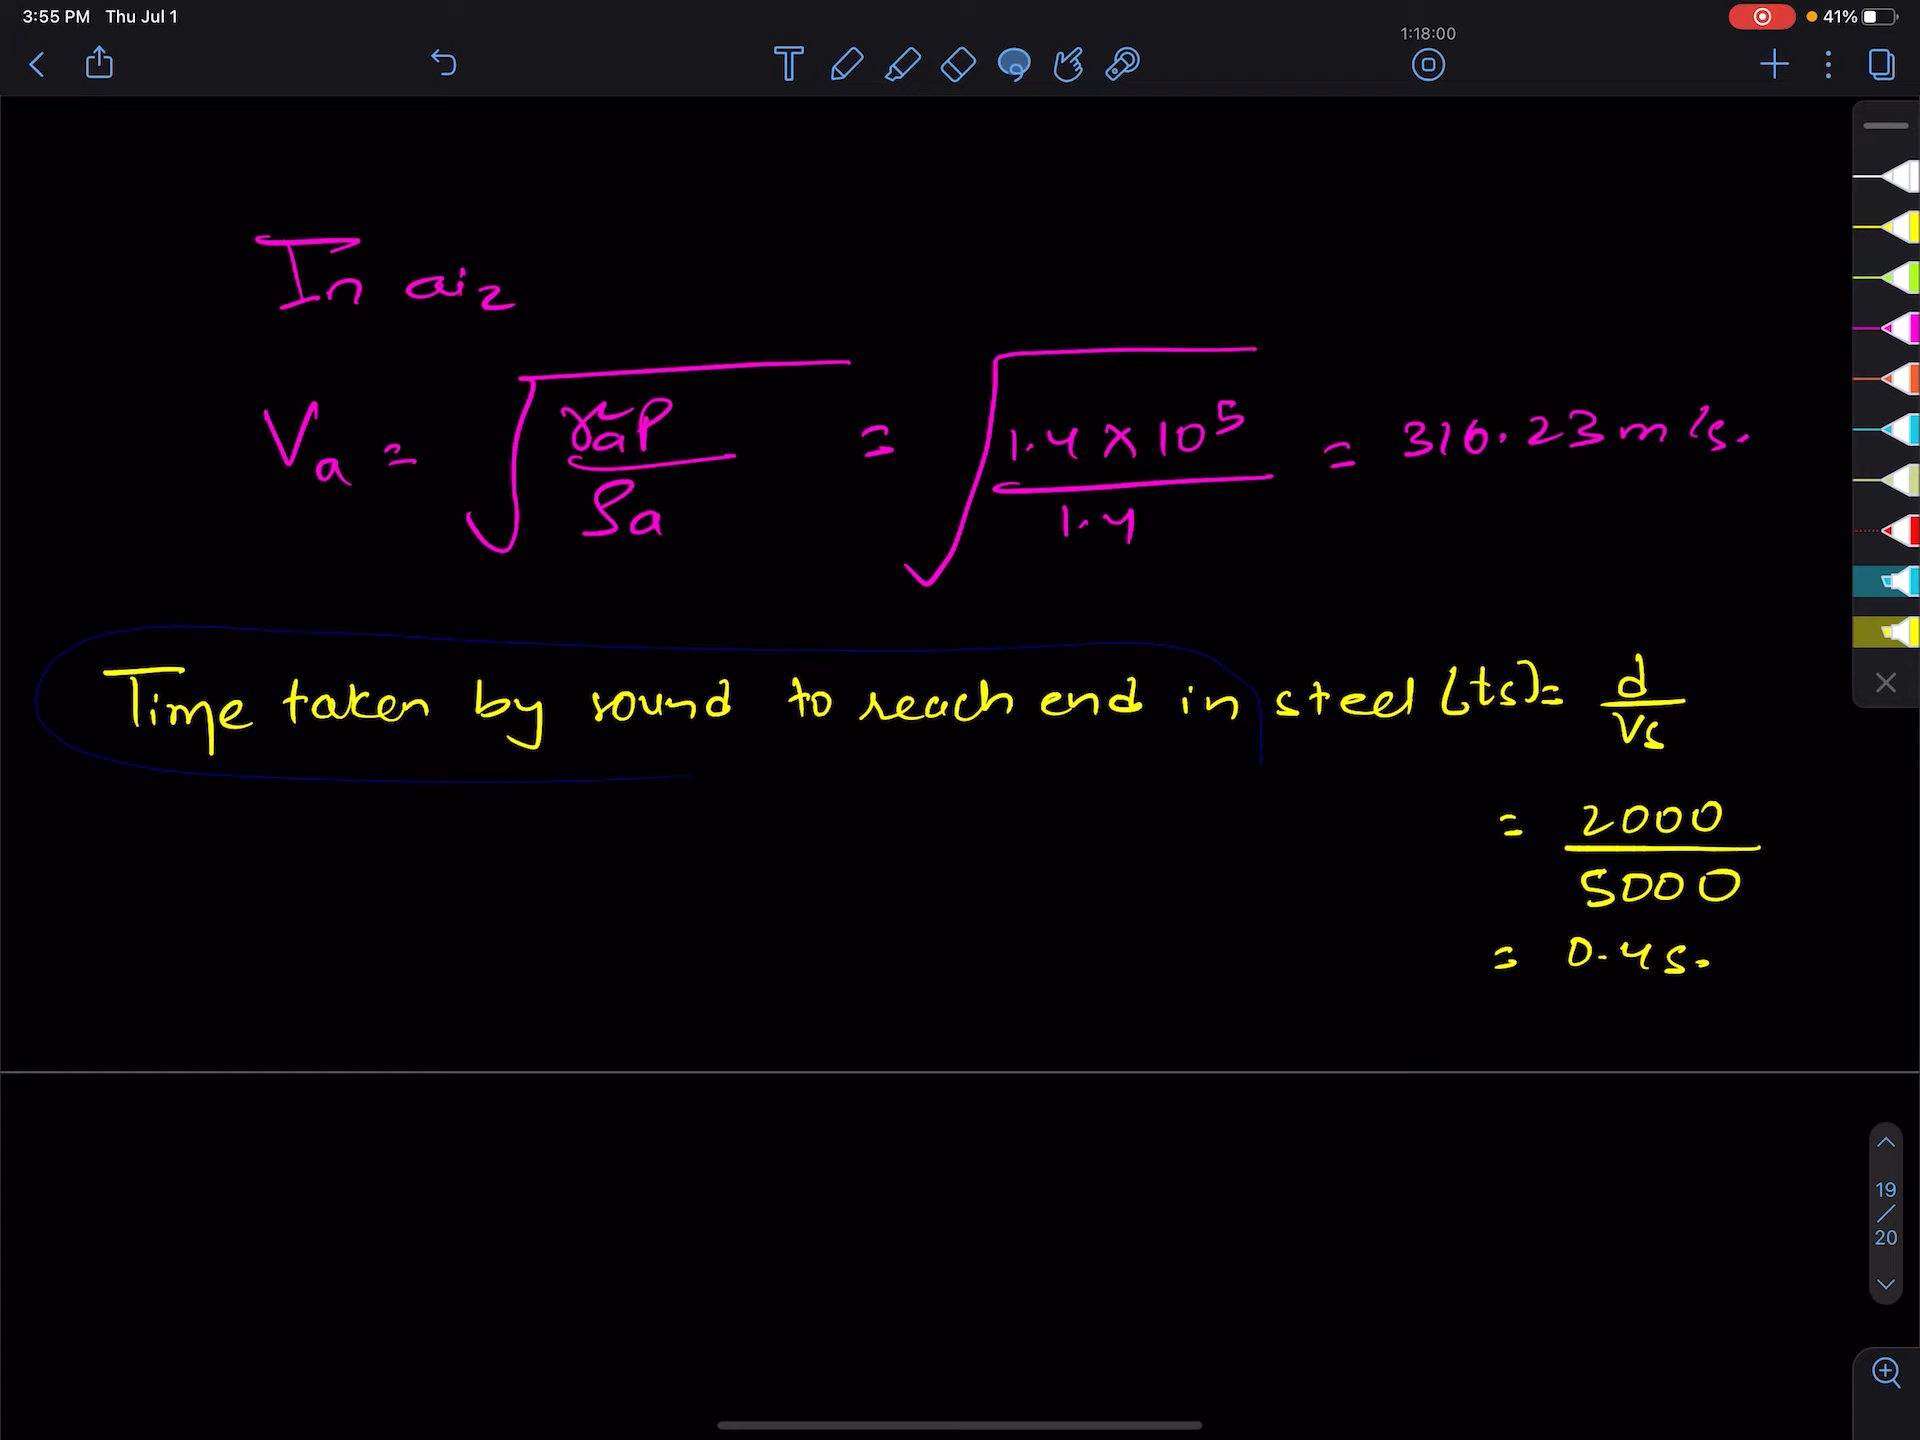 3:55 PM Thu Jul 1
41%
1:18:00
In air
Va = √(γaP / ρa) = √(1.4 × 10⁵ / 1.4) = 316.23 m/s.
Time taken by sound to reach end in steel (ts) = d / Vs
= 2000 / 5000
= 0.4 s.
19
/
20